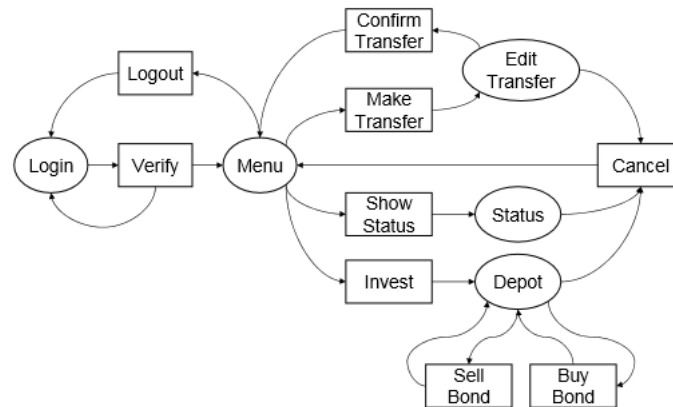 Confirm
Transfer
Edit
Transfer
Logout
Make
Transfer
Login
Verify
Menu
Cancel
Show
Status
Status
Invest
Depot
Sell
Bond
Buy
Bond